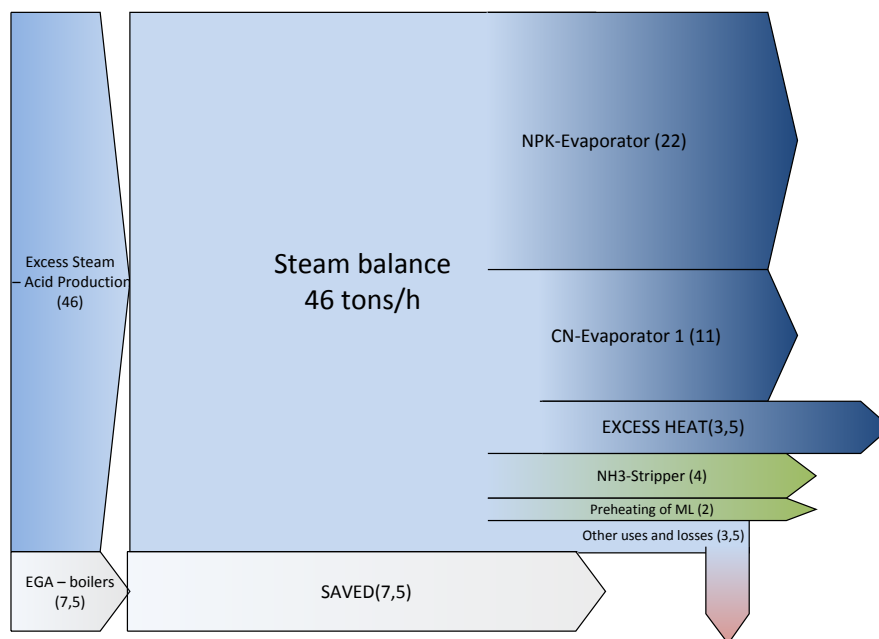 Excess Steam
– Acid Production
(46)
Steam balance
46 tons/h
NPK-Evaporator (22)
CN-Evaporator 1 (11)
EXCESS HEAT(3,5)
NH3-Stripper (4)
Preheating of ML (2)
Other uses and losses (3,5)
EGA – boilers
(7,5)
SAVED(7,5)